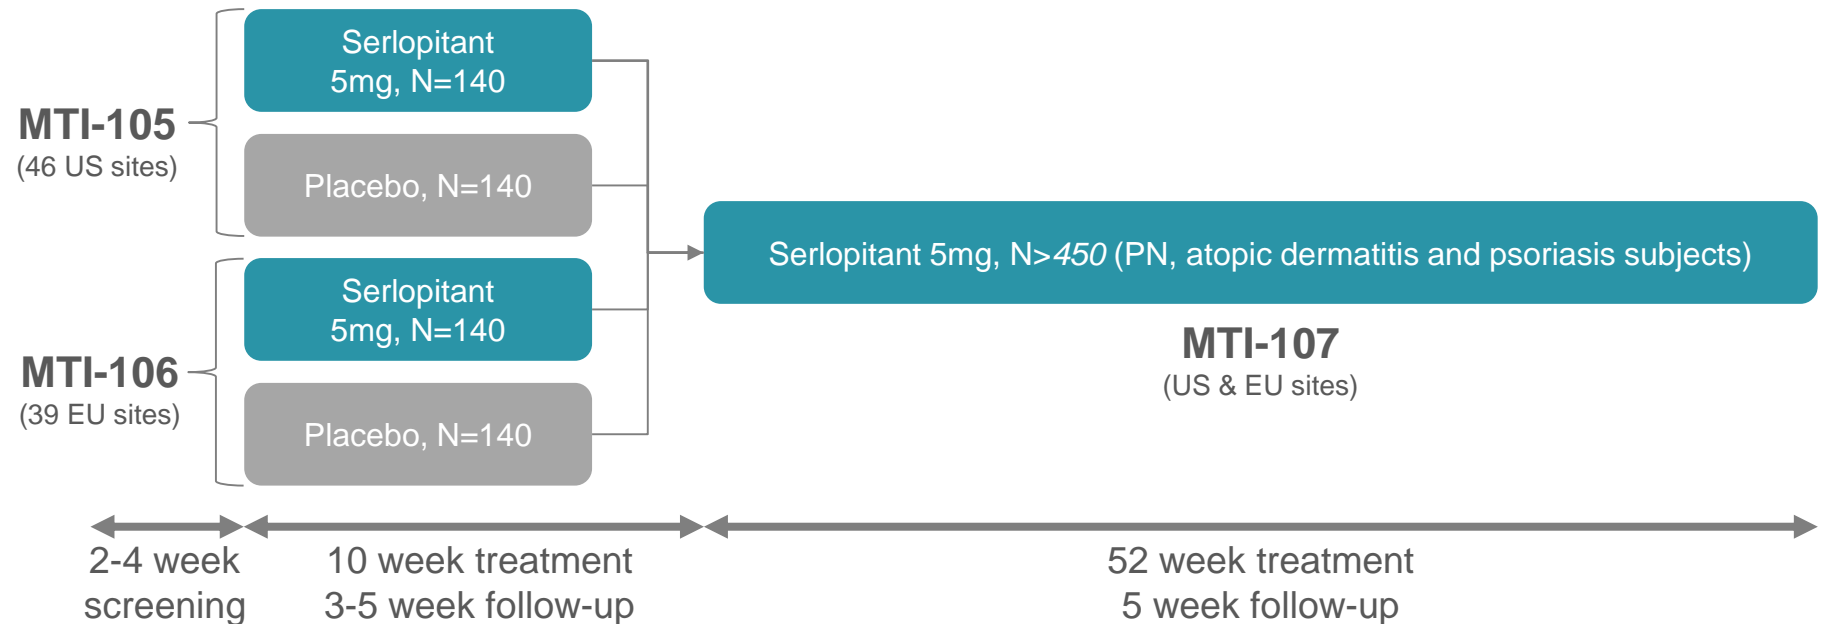 MTI-105
(46 US sites)
Serlopitant
5mg, N=140
Placebo, N=140
MTI-106
(39 EU sites)
Serlopitant
5mg, N=140
Placebo, N=140
Serlopitant 5mg, N>450 (PN, atopic dermatitis and psoriasis subjects)
MTI-107
(US & EU sites)
2-4 week
screening
10 week treatment
3-5 week follow-up
52 week treatment
5 week follow-up